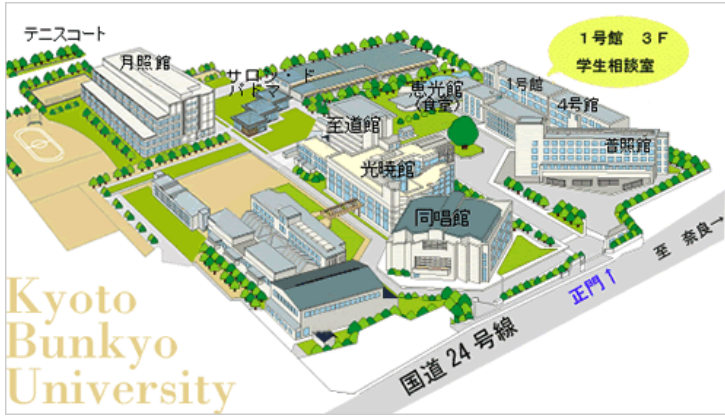 テニスコート
月照館
サロン・ド
パドマ
恵光館
(食室)
1号館
4号館
1号館 3F
学生相談室
至道館
普照館
光暁館
同唱館
至 奈良→
正門↑
国道24号線
Kyoto
Bunkyo
University